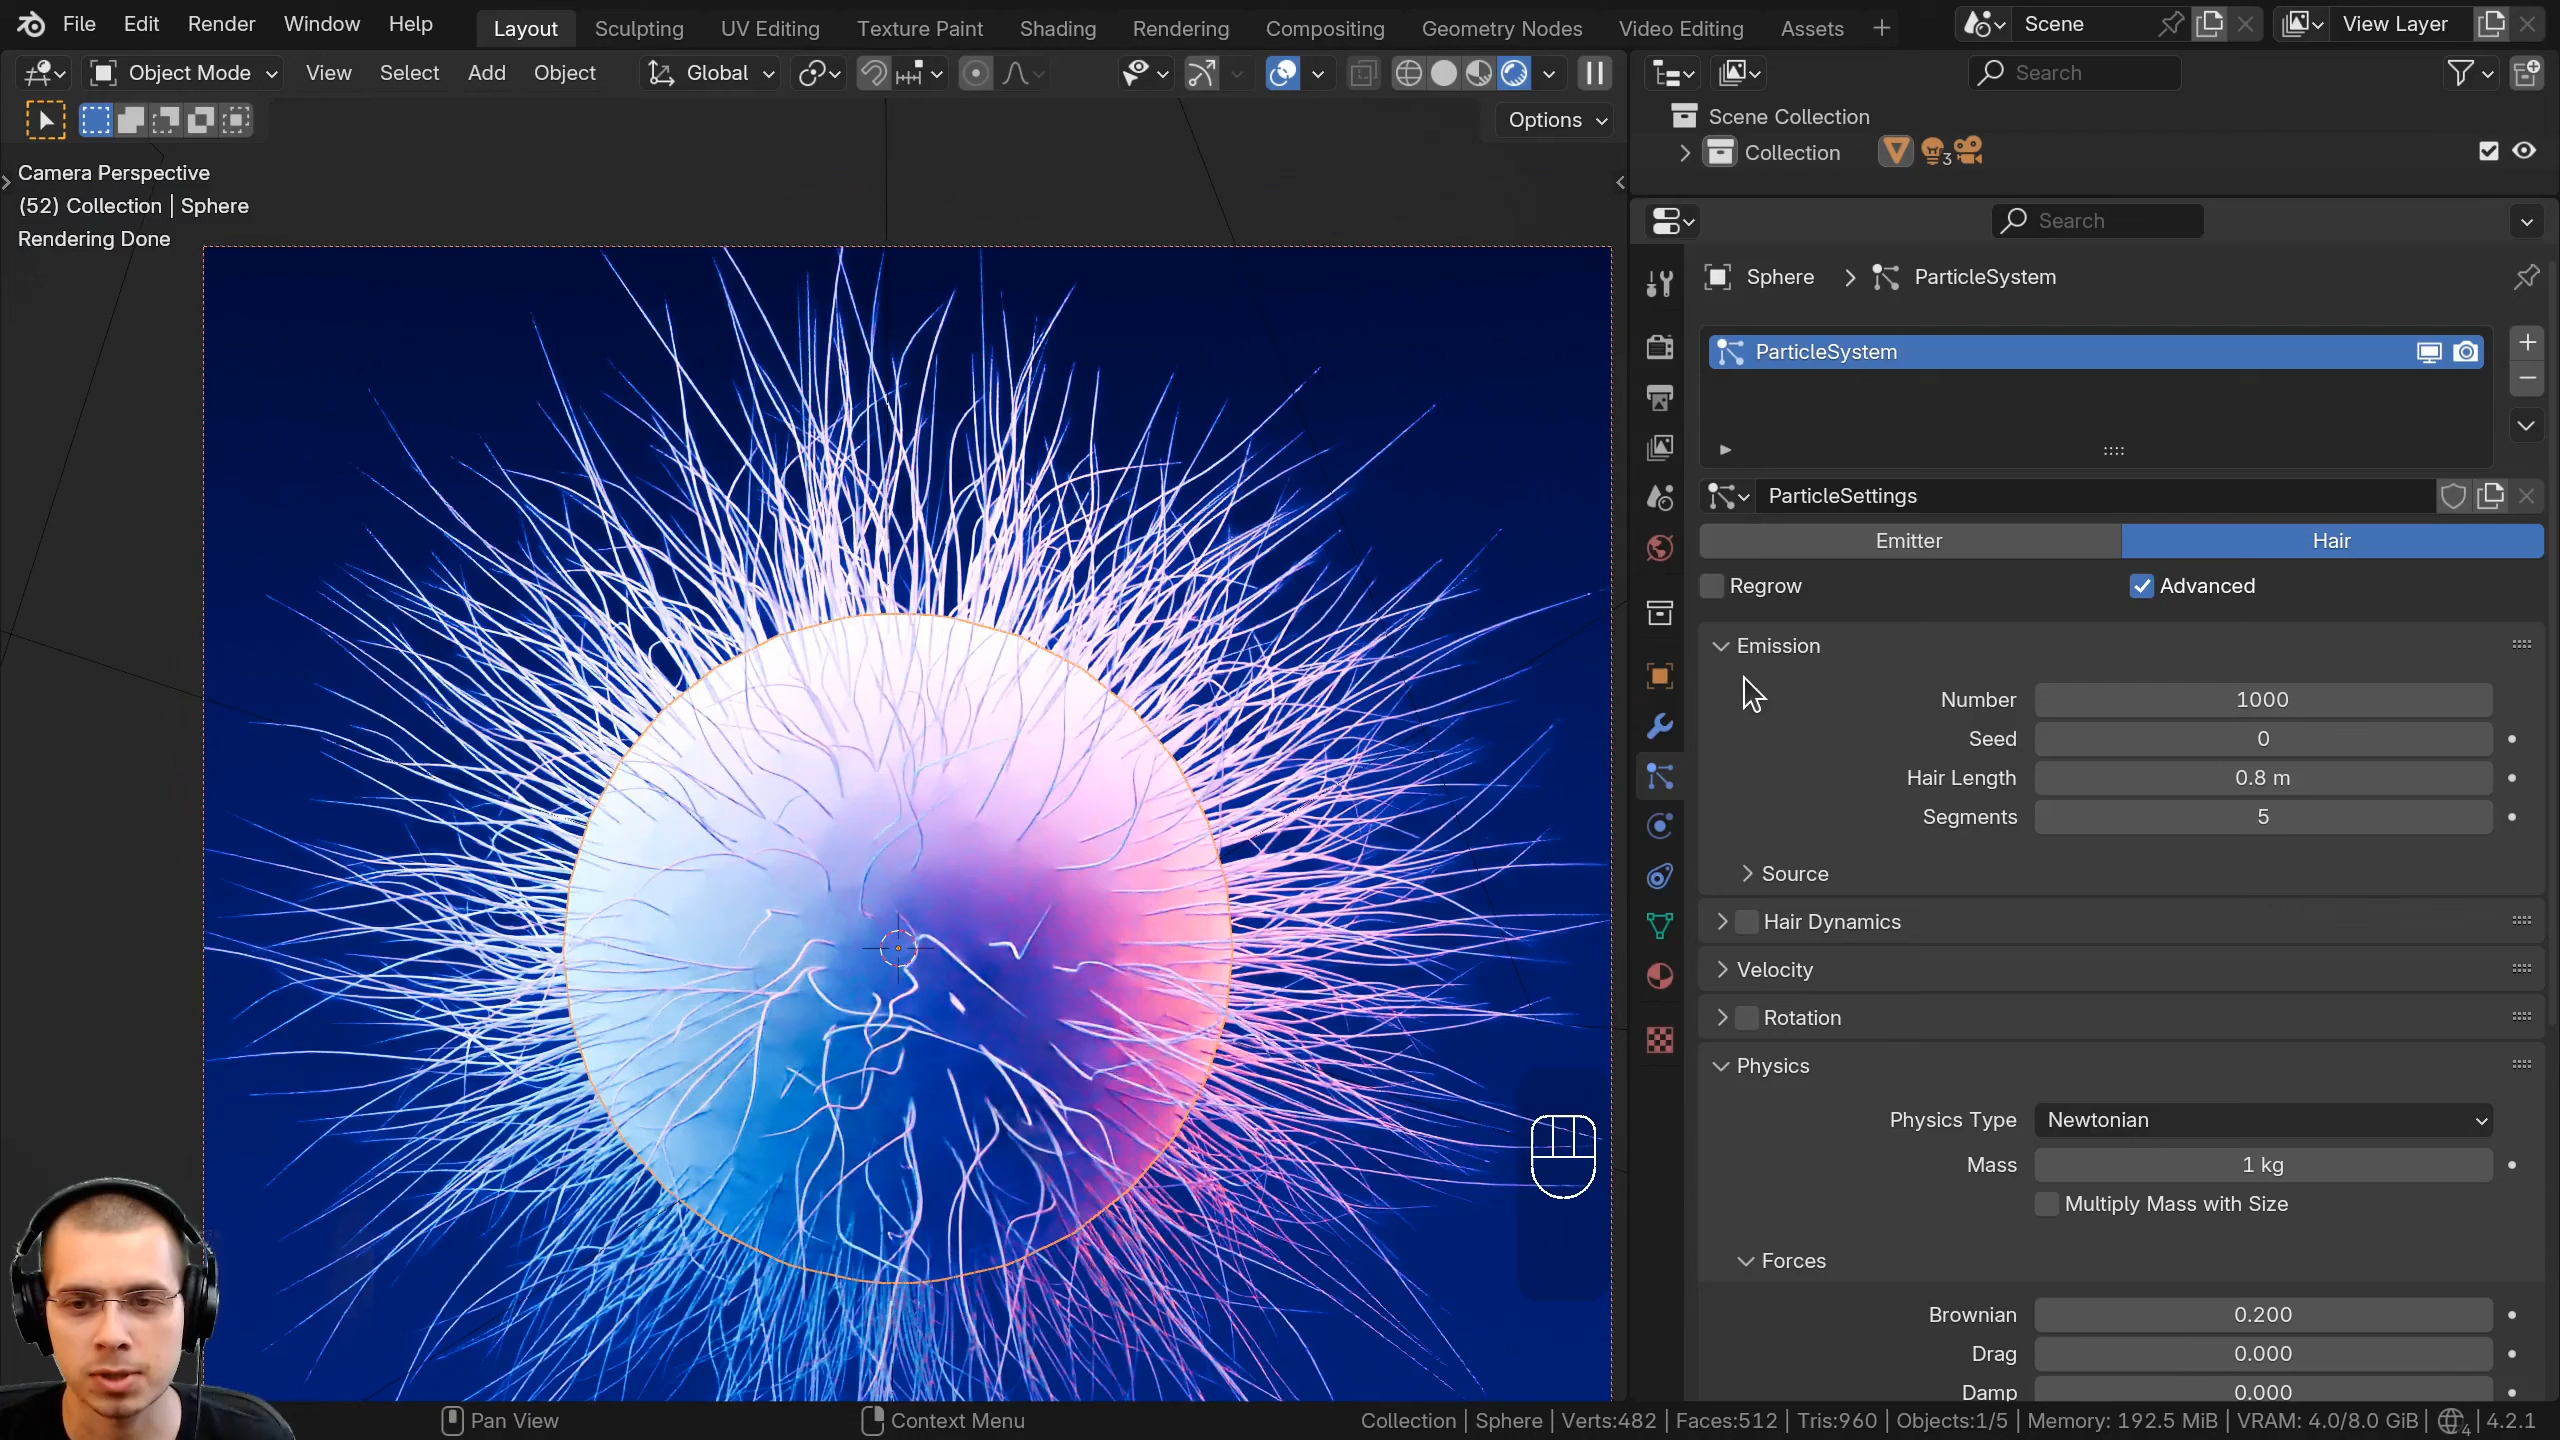 File Edit Render Window Help Layout Sculpting UV Editing Texture Paint Shading Rendering Compositing Geometry Nodes Video Editing Assets + Scene View Layer
Object Mode View Select Add Object Global Search
Options
Scene Collection
Collection 3
Camera Perspective
(52) Collection | Sphere
Rendering Done
Search
Sphere ParticleSystem
ParticleSystem
ParticleSettings
Emitter Hair
Regrow Advanced
Emission
Number 1000
Seed 0
Hair Length 0.8 m
Segments 5
Source
Hair Dynamics
Velocity
Rotation
Physics
Physics Type Newtonian
Mass 1 kg
Multiply Mass with Size
Forces
Brownian 0.200
Drag 0.000
Damp 0.000
Pan View Context Menu Collection | Sphere | Verts:482 | Faces:512 | Tris:960 | Objects:1/5 | Memory: 192.5 MiB | VRAM: 4.0/8.0 GiB | 4 | 4.2.1